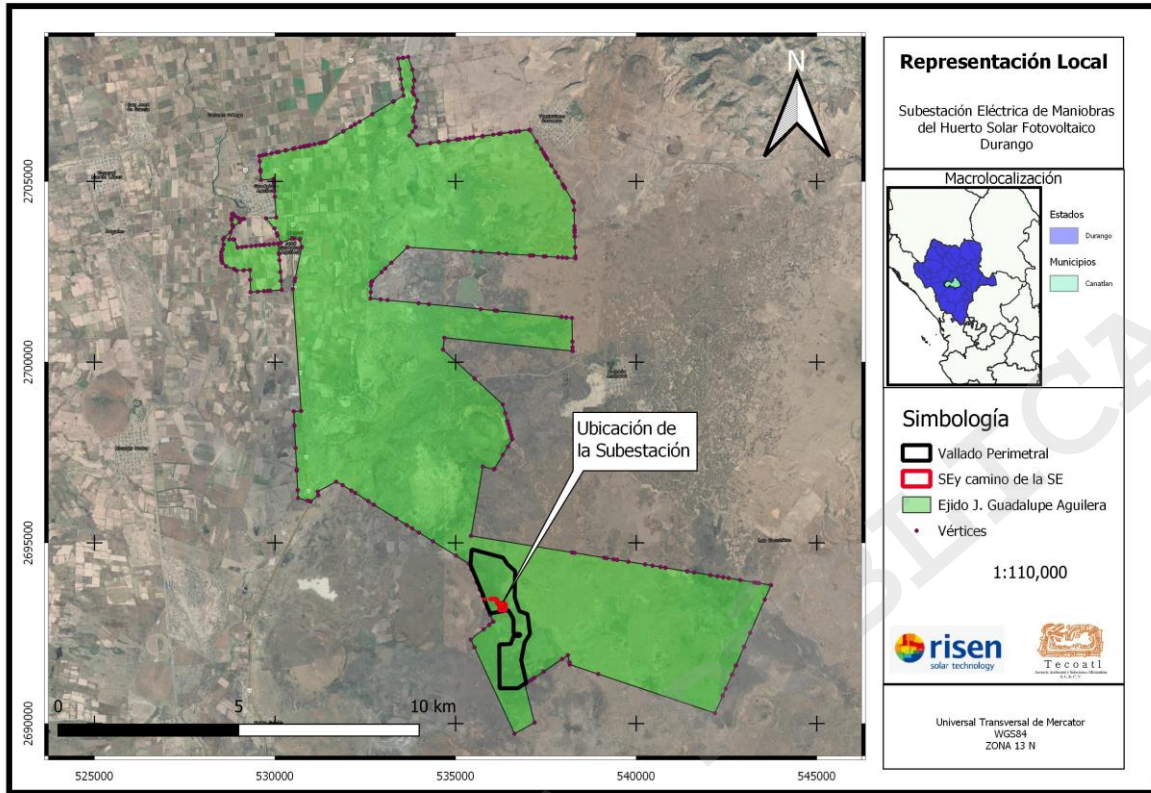 Representación Local
Subestación Eléctrica de Maniobras
del Huerto Solar Fotovoltaico
Durango
Macrolocalización
Estados
Durango
Municipios
Canatlan
Simbología
Vallado Perimetral
SEy camino de la SE
Ejido J. Guadalupe Aguilera
Vértices
1:110,000
risen
solar technology
Tecoatl
Universal Transversal de Mercator
WGS84
ZONA 13 N
N
Ubicación de
la Subestación
0 5 10 km
2705000
2700000
2695000
2690000
525000 530000 535000 540000 545000